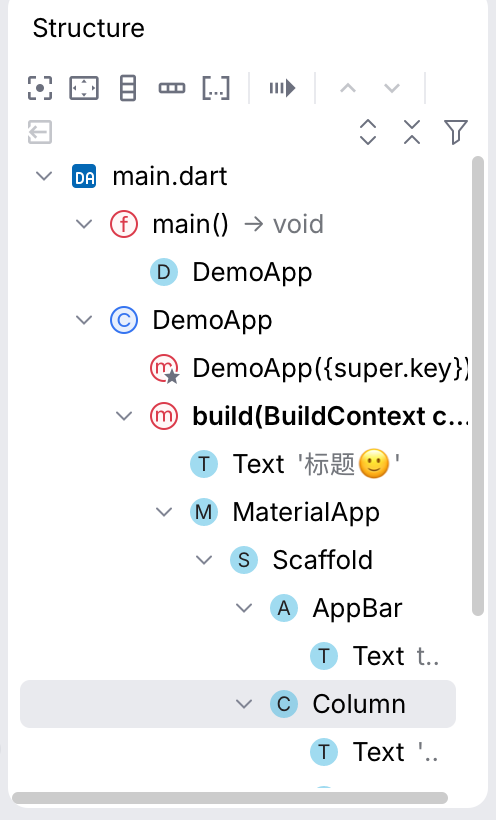 Structure
DA main.dart
f main() → void
D DemoApp
C DemoApp
m DemoApp({super.key})
m build(BuildContext c...
T Text '标题🙂'
M MaterialApp
S Scaffold
A AppBar
T Text t..
C Column
T Text '..